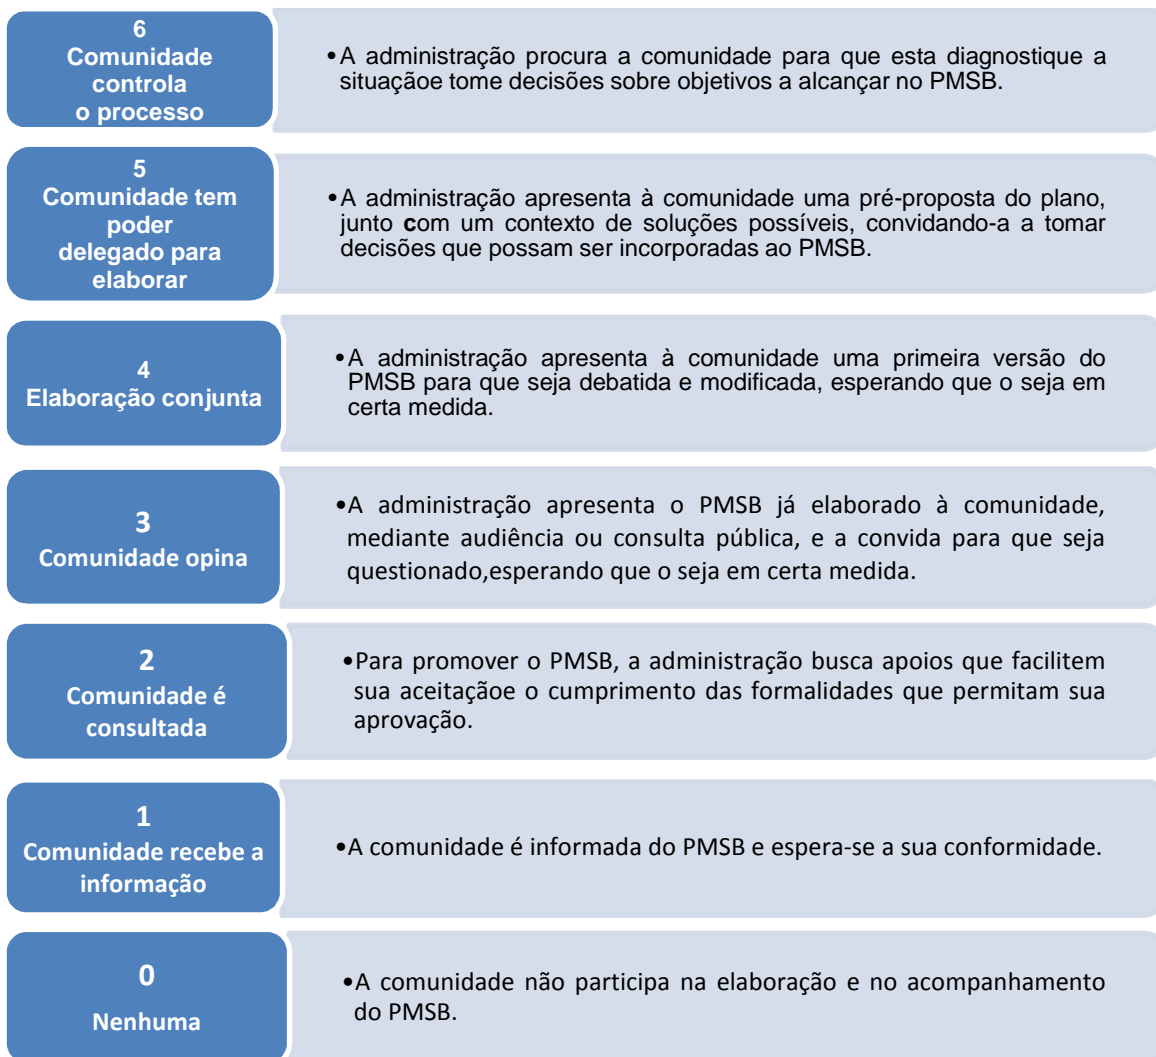 6
Comunidade
controla
o processo
•A administração procura a comunidade para que esta diagnostique a
situaçãoe tome decisões sobre objetivos a alcançar no PMSB.
5
Comunidade tem
poder
delegado para
elaborar
•A administração apresenta à comunidade uma pré-proposta do plano,
junto com um contexto de soluções possíveis, convidando-a a tomar
decisões que possam ser incorporadas ao PMSB.
4
Elaboração conjunta
•A administração apresenta à comunidade uma primeira versão do
PMSB para que seja debatida e modificada, esperando que o seja em
certa medida.
3
Comunidade opina
•A administração apresenta o PMSB já elaborado à comunidade,
mediante audiência ou consulta pública, e a convida para que seja
questionado,esperando que o seja em certa medida.
2
Comunidade é
consultada
•Para promover o PMSB, a administração busca apoios que facilitem
sua aceitaçãoe o cumprimento das formalidades que permitam sua
aprovação.
1
Comunidade recebe a
informação
•A comunidade é informada do PMSB e espera-se a sua conformidade.
0
Nenhuma
•A comunidade não participa na elaboração e no acompanhamento
do PMSB.